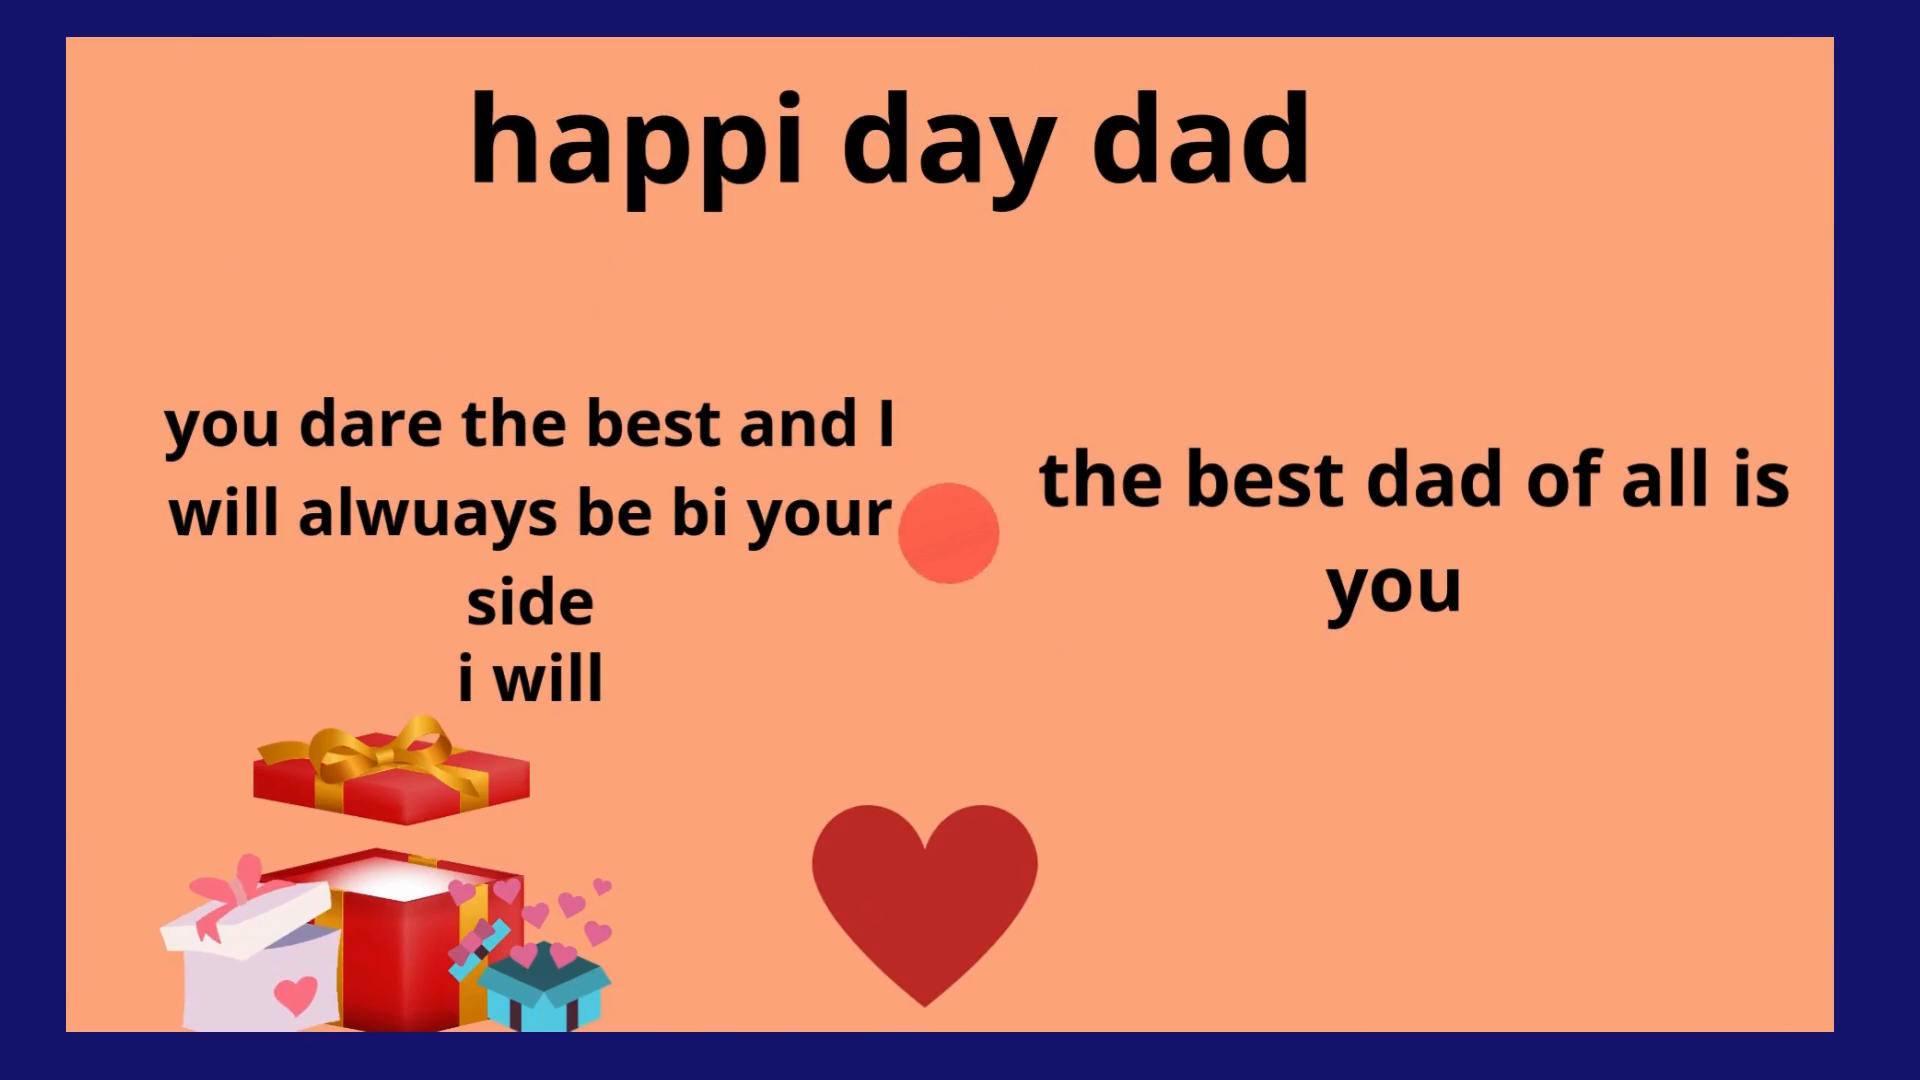 happi day dad
you dare the best and I
will alwuays be bi your
side
i will
the best dad of all is
you